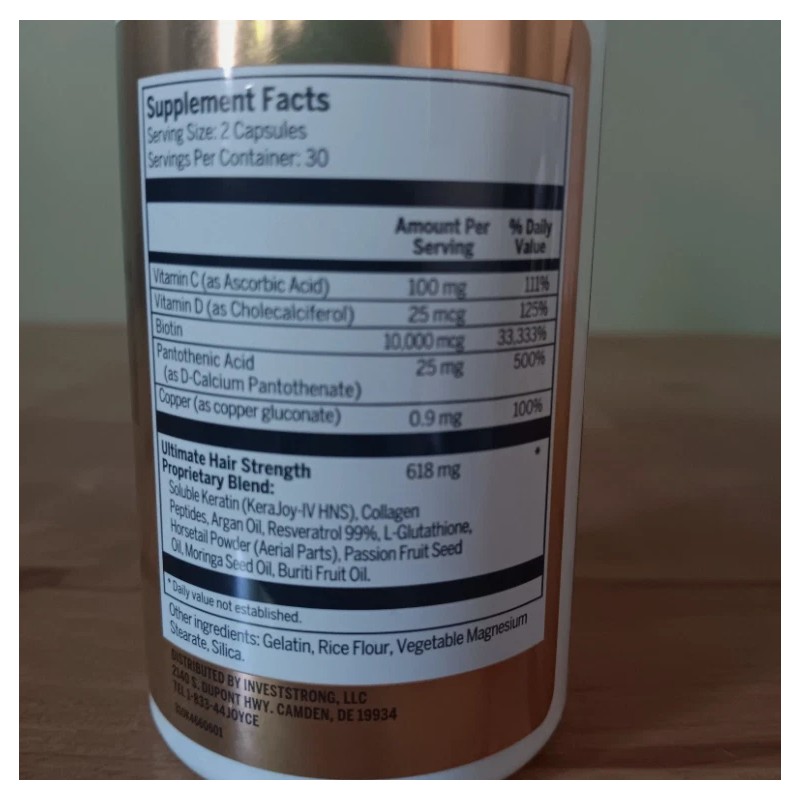 Supplement Facts
Serving Size: 2 Capsules
Servings Per Container: 30
Amount Per Serving % Daily Value
Vitamin C (as Ascorbic Acid) 100 mg 111%
Vitamin D (as Cholecalciferol) 25 mcg 125%
Biotin 10,000 mcg 33,333%
Pantothenic Acid 25 mg 500%
(as D-Calcium Pantothenate)
Copper (as copper gluconate) 0.9 mg 100%
Ultimate Hair Strength 618 mg *
Proprietary Blend:
Soluble Keratin (KeraJoy-IV HNS), Collagen
Peptides, Argan Oil, Resveratrol 99%, L-Glutathione,
Horsetail Powder (Aerial Parts), Passion Fruit Seed
Oil, Moringa Seed Oil, Buriti Fruit Oil.
* Daily value not established.
Other ingredients: Gelatin, Rice Flour, Vegetable Magnesium
Stearate, Silica.
DISTRIBUTED BY INVESTSTRONG, LLC
2140 S. DUPONT HWY. CAMDEN, DE 19934
TEL 1-833-44JOYCE